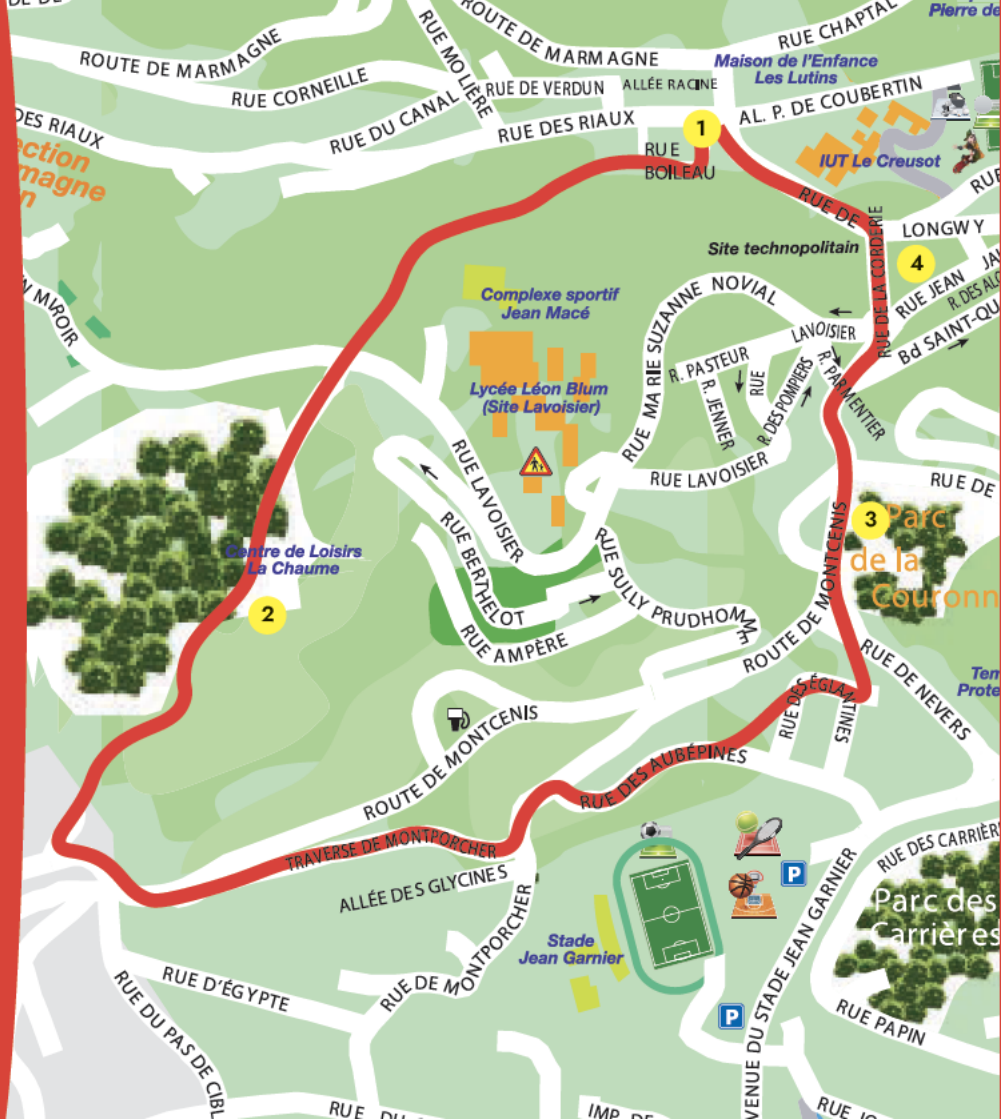 Pierre de
ROUTE DE MARMAGNE
RUE CHAPTAL
RUE MOLIÈRE
ROUTE DE MARMAGNE
Maison de l'Enfance
Les Lutins
RUE CORNEILLE
RUE DE VERDUN
ALLÉE RACINE
AL. P. DE COUBERTIN
DES RIAUX
RUE DU CANAL
RUE DES RIAUX
1
ection
magne
n
RUE
BOILEAU
IUT Le Creusot
RUE
RUE DE
LONGWY
RUE DE LA CORDERIE
Site technopolitain
4
JA
RUE JEAN
R. DES ALO
N MIROIR
RUE MARIE SUZANNE NOVIAL
Complexe sportif
Jean Macé
LAVOISIER
Bd SAINT-QU
R. PASTEUR
RUE
R. JENNER
R. DES POMPIERS
R. PARMENTIER
Lycée Léon Blum
(Site Lavoisier)
RUE LAVOISIER
RUE LAVOISIER
RUE DE
3
Parc
de la
Couronn
RUE BERTHELOT
RUE SULLY PRUDHOMME
Centre de Loisirs
La Chaume
2
RUE AMPÈRE
ROUTE DE MONTCENIS
RUE DE NEVERS
Tem
Prote
RUE DES ÉGLANTINES
ROUTE DE MONTCENIS
RUE DES AUBÉPINES
TRAVERSE DE MONTPORCHER
ALLÉE DES GLYCINES
RUE DES CARRIÈR
P
Parc des
Carrières
Stade
Jean Garnier
RUE DE MONTPORCHER
RUE D'ÉGYPTE
RUE DU PAS DE CIBL
P
VENUE DU STADE JEAN GARNIER
RUE PAPIN
RUE DU
IMP. DE